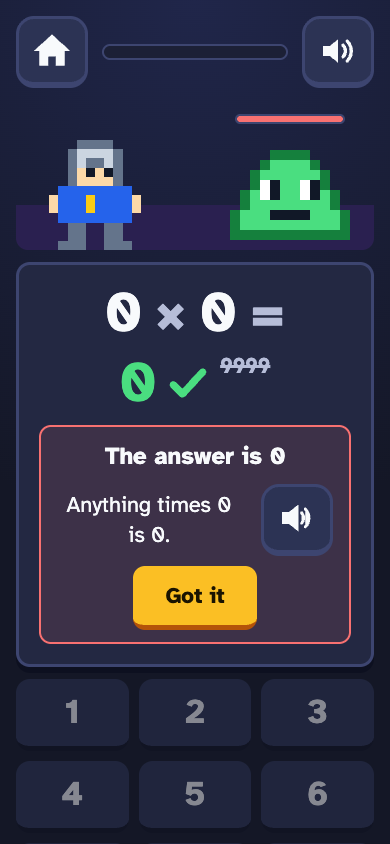 0 × 0 =
0 ✓ 9999
The answer is 0
Anything times 0
is 0.
Got it
1 2 3
4 5 6